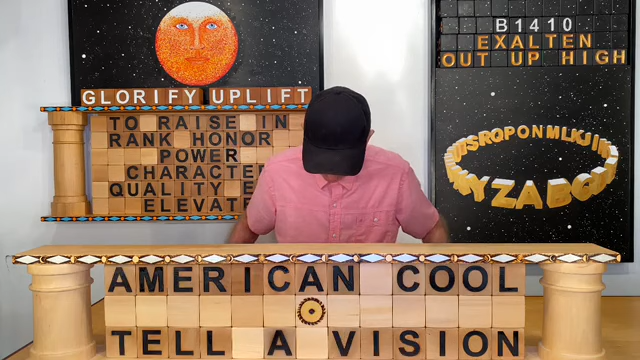 GLORIFY UPLIFT
TO RAISE IN
RANK HONOR
POWER
CHARACTE
QUALITY E
ELEVATE
B1410
EXALTEN
OUT UP HIGH
AMERICAN COOL
TELL A VISION